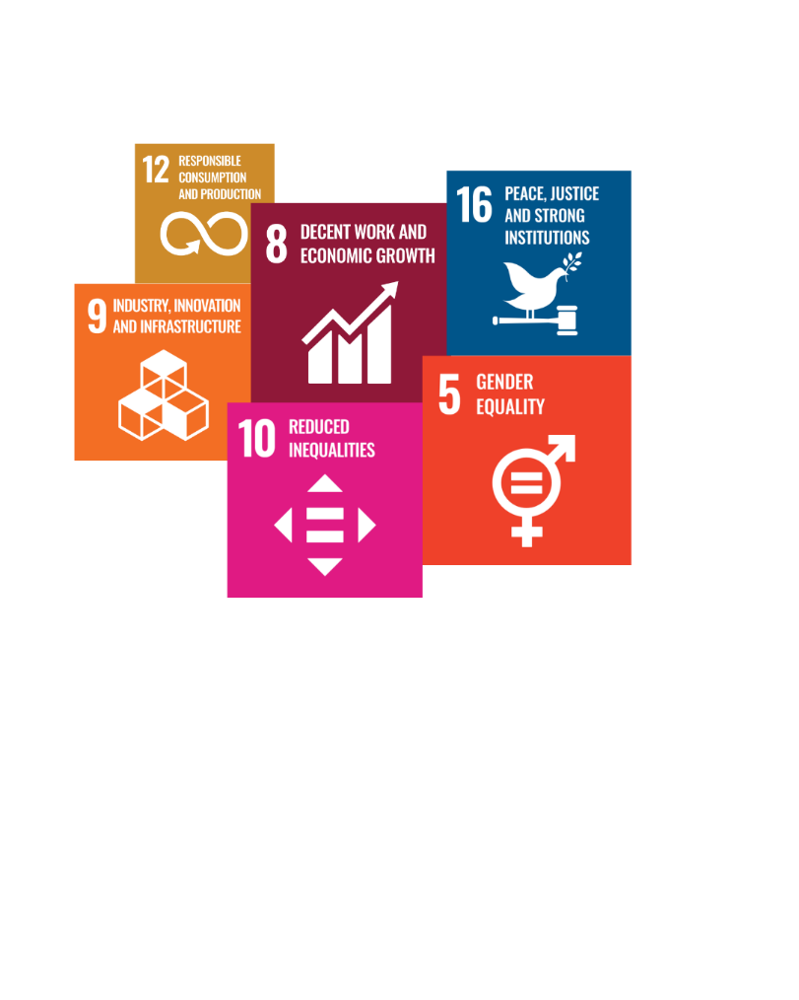 12
RESPONSIBLE
CONSUMPTION
AND PRODUCTION
16
PEACE, JUSTICE
AND STRONG
INSTITUTIONS
8
DECENT WORK AND
ECONOMIC GROWTH
9
INDUSTRY, INNOVATION
AND INFRASTRUCTURE
5
GENDER
EQUALITY
10
REDUCED
INEQUALITIES